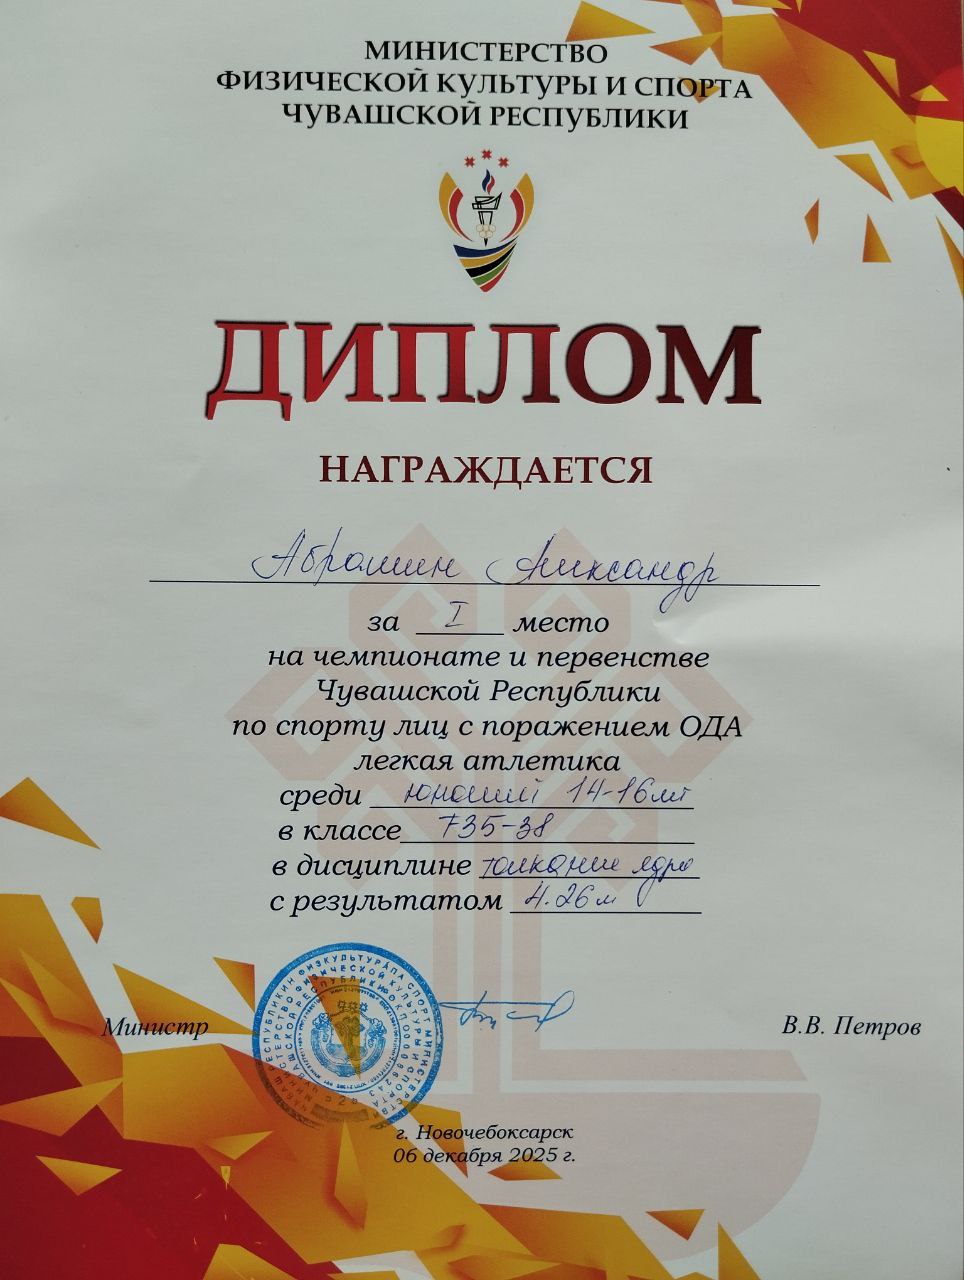 МИНИСТЕРСТВО
ФИЗИЧЕСКОЙ КУЛЬТУРЫ И СПОРТА
ЧУВАШСКОЙ РЕСПУБЛИКИ
ДИПЛОМ
НАГРАЖДАЕТСЯ
Абрамин Александр
за I место
на чемпионате и первенстве
Чувашской Республики
по спорту лиц с поражением ОДА
легкая атлетика
среди юношей 14-16 лет
в классе F35-38
в дисциплине толкание ядра
с результатом 4.26 м
Министр
В.В. Петров
г. Новочебоксарск
06 декабря 2025 г.